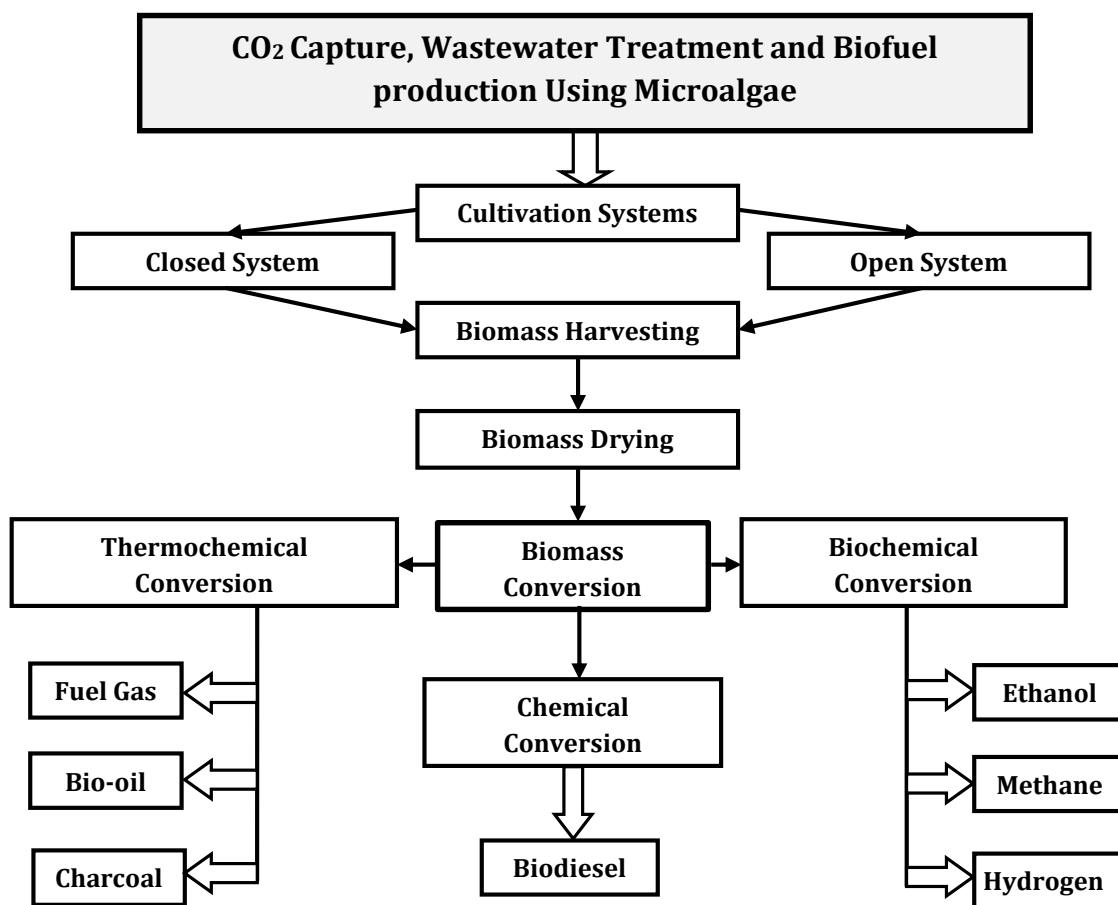 CO₂ Capture, Wastewater Treatment and Biofuel
production Using Microalgae
Cultivation Systems
Closed System
Open System
Biomass Harvesting
Biomass Drying
Thermochemical
Conversion
Biomass
Conversion
Biochemical
Conversion
Fuel Gas
Chemical
Conversion
Ethanol
Bio-oil
Methane
Charcoal
Biodiesel
Hydrogen